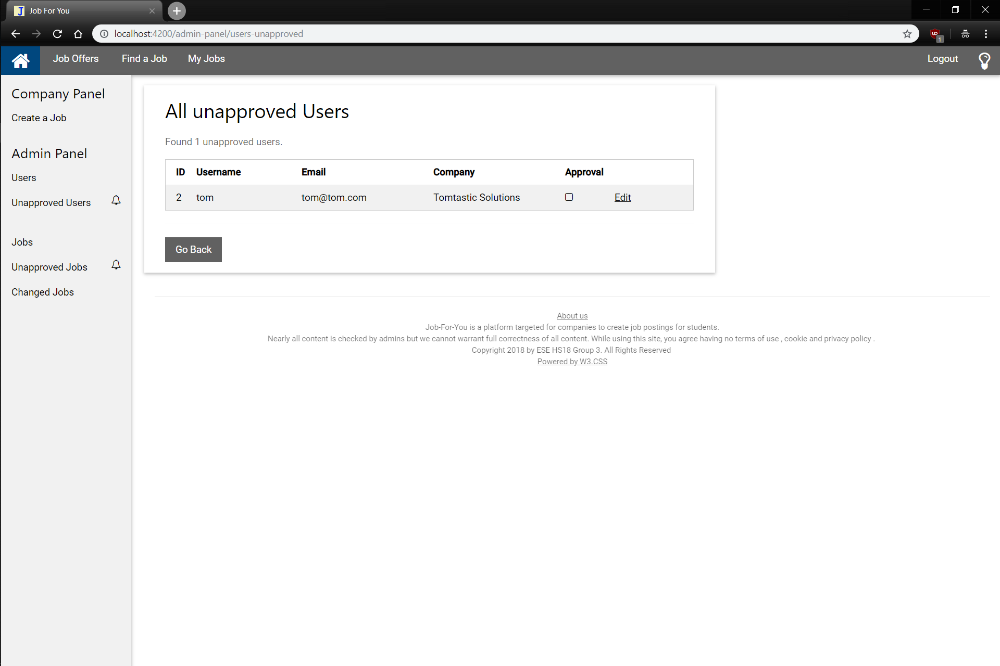 J Job For You
localhost:4200/admin-panel/users-unapproved
1
Job Offers Find a Job My Jobs Logout
Company Panel
Create a Job
Admin Panel
Users
Unapproved Users
Jobs
Unapproved Jobs
Changed Jobs
All unapproved Users
Found 1 unapproved users.
ID Username Email Company Approval
2 tom tom@tom.com Tomtastic Solutions Edit
Go Back
About us
Job-For-You is a platform targeted for companies to create job postings for students.
Nearly all content is checked by admins but we cannot warrant full correctness of all content. While using this site, you agree having no terms of use , cookie and privacy policy .
Copyright 2018 by ESE HS18 Group 3. All Rights Reserved
Powered by W3.CSS